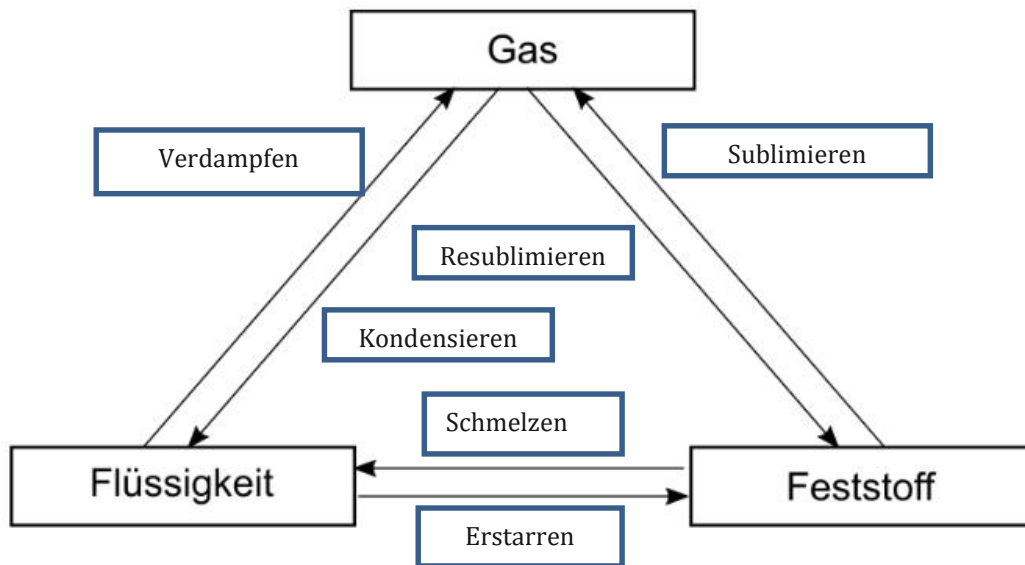 Gas
Verdampfen
Sublimieren
Resublimieren
Kondensieren
Schmelzen
Flüssigkeit
Feststoff
Erstarren